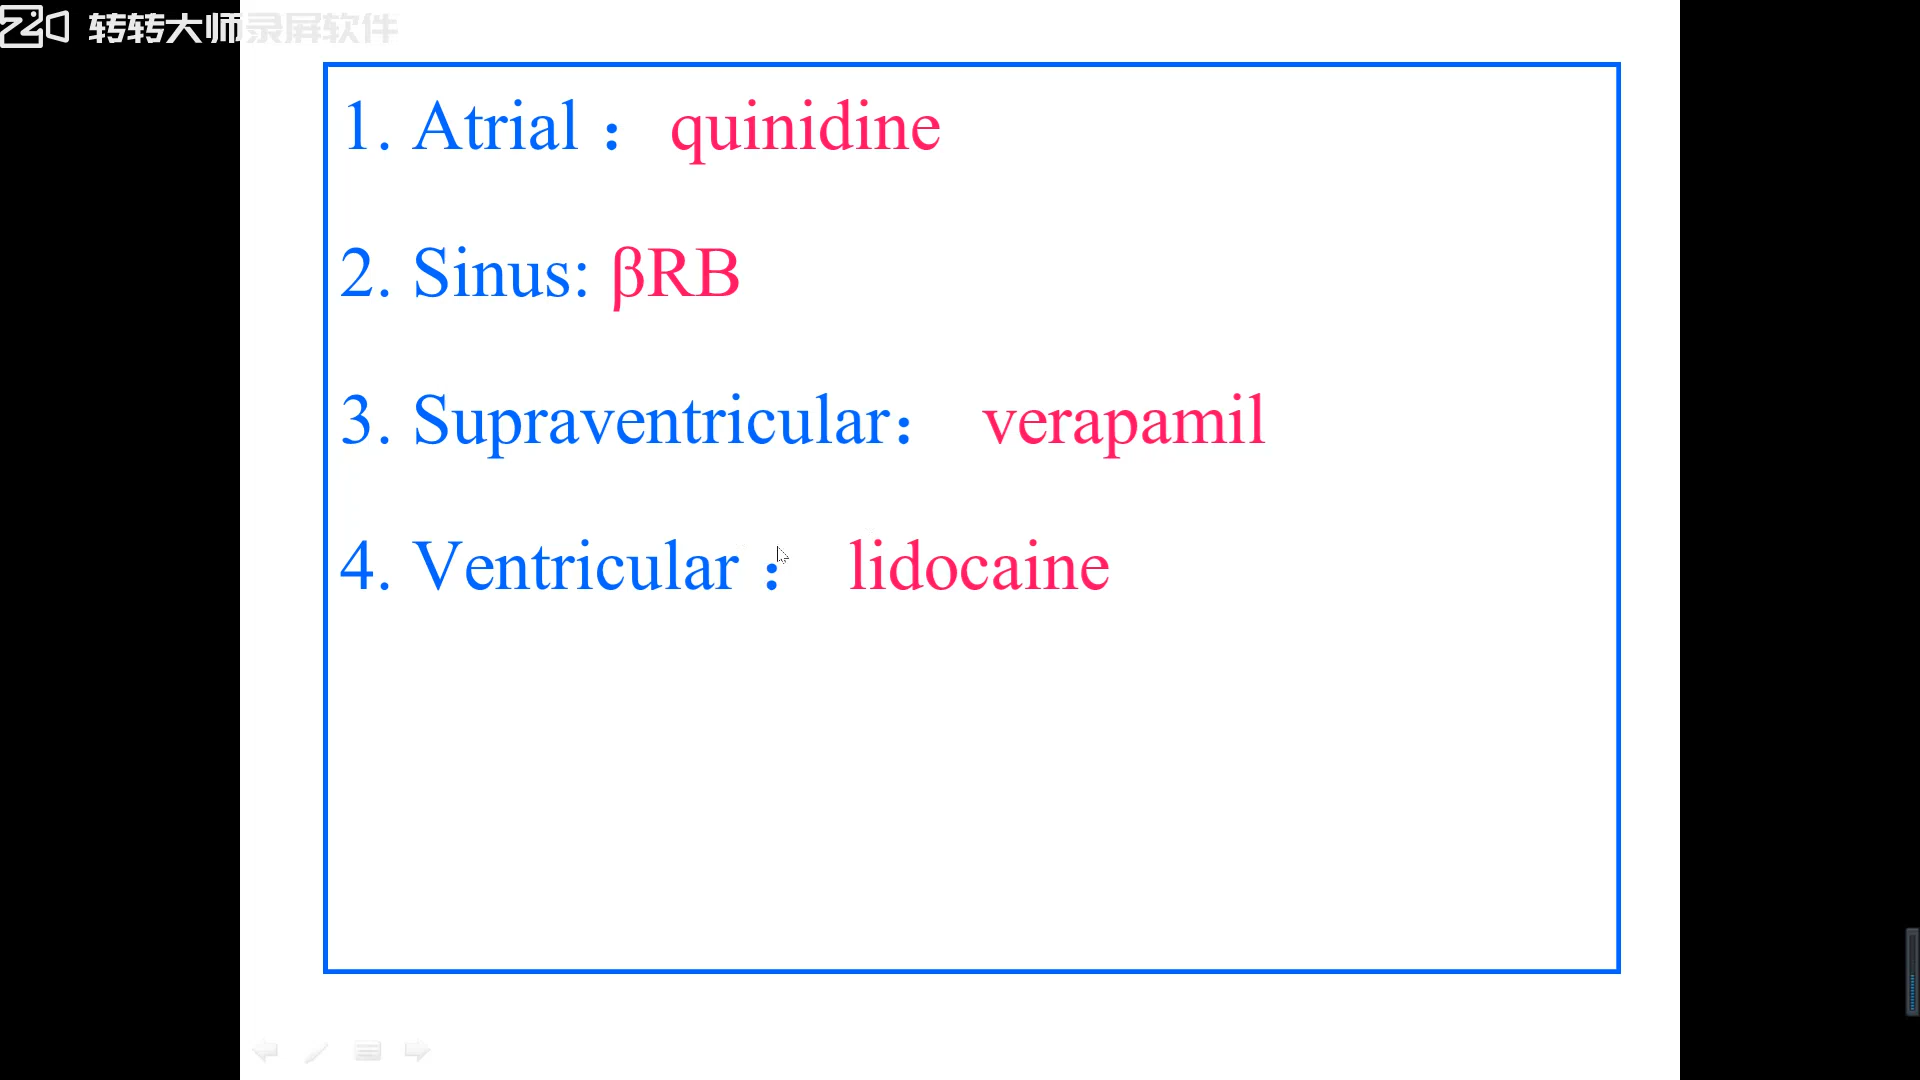 转转大师录屏软件
1. Atrial： quinidine
2. Sinus: βRB
3. Supraventricular： verapamil
4. Ventricular： lidocaine